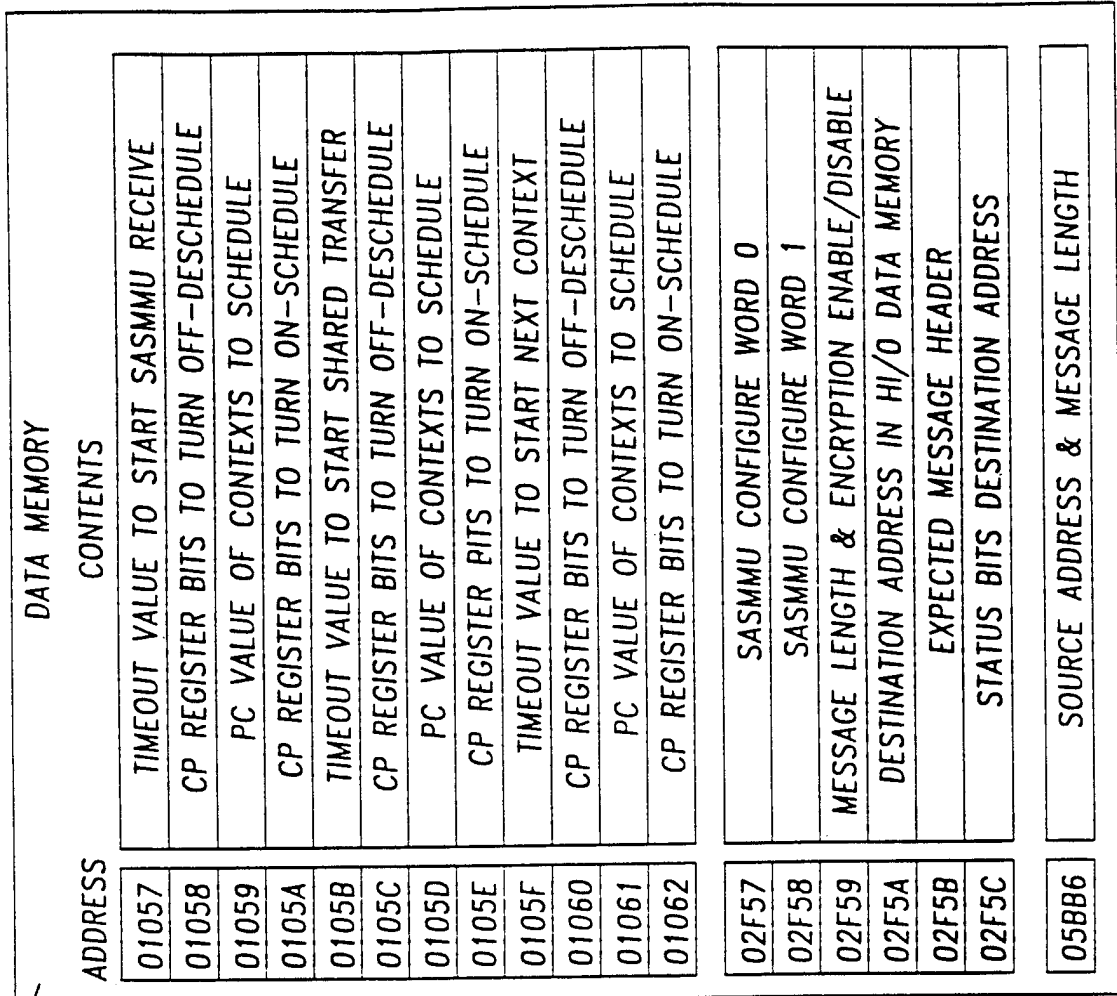 DATA MEMORY
ADDRESS CONTENTS
01057 TIMEOUT VALUE TO START SASMMU RECEIVE
01058 CP REGISTER BITS TO TURN OFF-DESCHEDULE
01059 PC VALUE OF CONTEXTS TO SCHEDULE
0105A CP REGISTER BITS TO TURN ON-SCHEDULE
0105B TIMEOUT VALUE TO START SHARED TRANSFER
0105C CP REGISTER BITS TO TURN OFF-DESCHEDULE
0105D PC VALUE OF CONTEXTS TO SCHEDULE
0105E CP REGISTER PITS TO TURN ON-SCHEDULE
0105F TIMEOUT VALUE TO START NEXT CONTEXT
01060 CP REGISTER BITS TO TURN OFF-DESCHEDULE
01061 PC VALUE OF CONTEXTS TO SCHEDULE
01062 CP REGISTER BITS TO TURN ON-SCHEDULE
02F57 SASMMU CONFIGURE WORD 0
02F58 SASMMU CONFIGURE WORD 1
02F59 MESSAGE LENGTH & ENCRYPTION ENABLE/DISABLE
02F5A DESTINATION ADDRESS IN HI/O DATA MEMORY
02F5B EXPECTED MESSAGE HEADER
02F5C STATUS BITS DESTINATION ADDRESS
05BB6 SOURCE ADDRESS & MESSAGE LENGTH